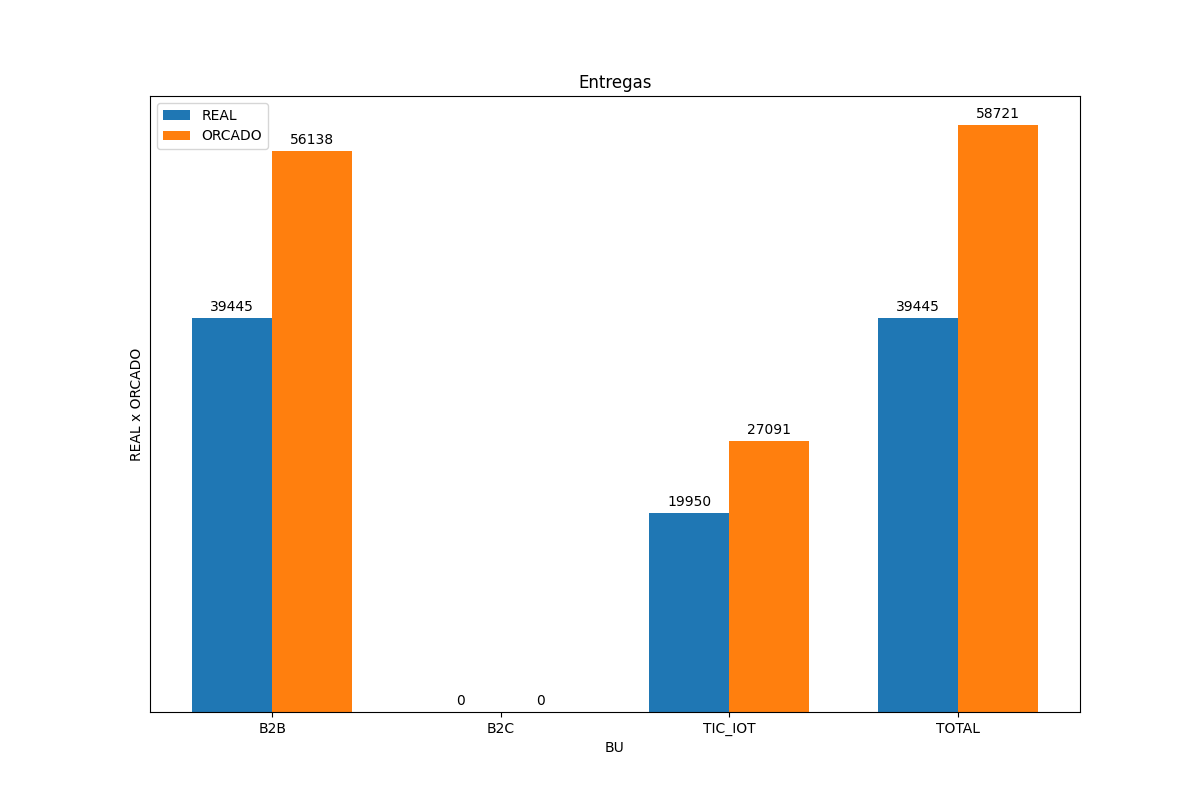 Entregas
REAL
ORCADO
56138
58721
39445
39445
27091
19950
0 0
REAL x ORCADO
B2B B2C TIC_IOT TOTAL
BU